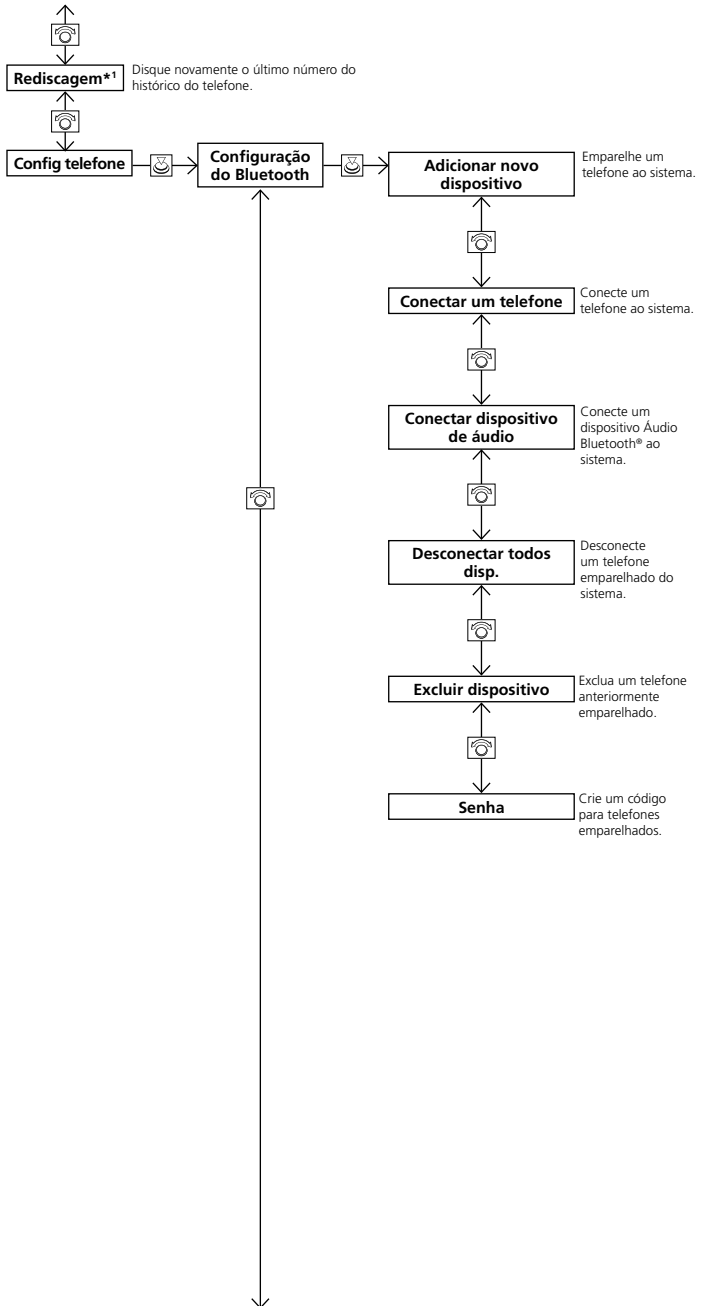 Rediscagem*1
Disque novamente o último número do
histórico do telefone.
Config telefone
Configuração
do Bluetooth
Adicionar novo
dispositivo
Emparelhe um
telefone ao sistema.
Conectar um telefone
Conecte um
telefone ao sistema.
Conectar dispositivo
de áudio
Conecte um
dispositivo Áudio
Bluetooth® ao
sistema.
Desconectar todos
disp.
Desconecte
um telefone
emparelhado do
sistema.
Excluir dispositivo
Exclua um telefone
anteriormente
emparelhado.
Senha
Crie um código
para telefones
emparelhados.